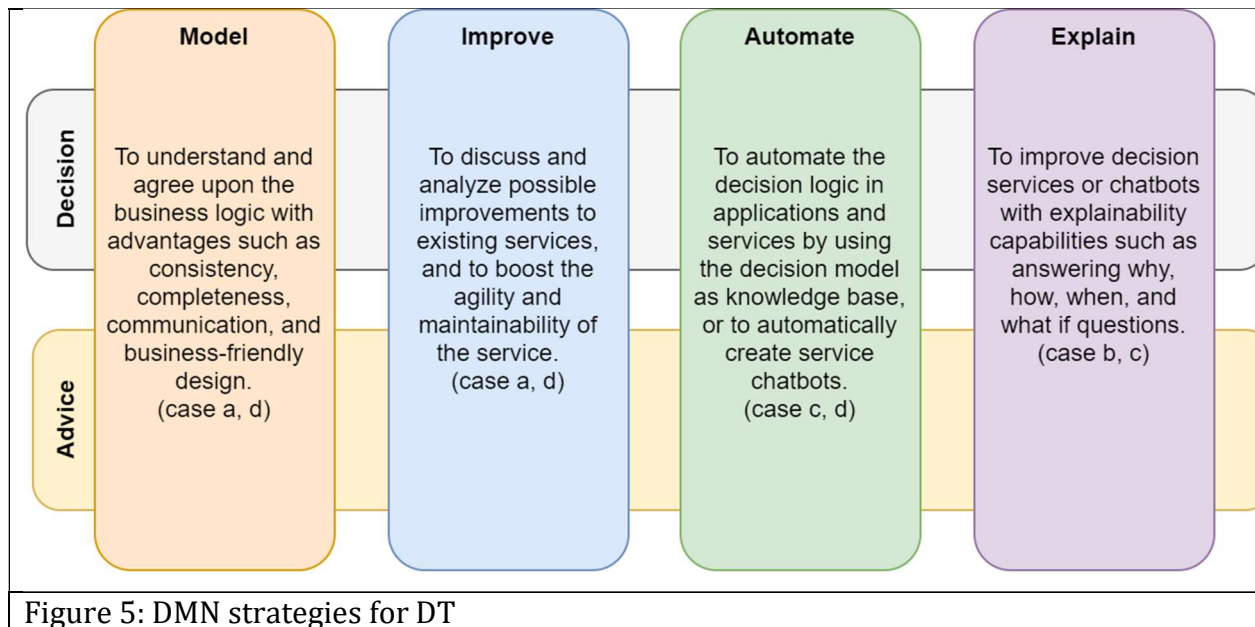 Model
Improve
Automate
Explain
Decision
Advice
To understand and
agree upon the
business logic with
advantages such as
consistency,
completeness,
communication, and
business-friendly
design.
(case a, d)
To discuss and
analyze possible
improvements to
existing services,
and to boost the
agility and
maintainability of
the service.
(case a, d)
To automate the
decision logic in
applications and
services by using
the decision model
as knowledge base,
or to automatically
create service
chatbots.
(case c, d)
To improve decision
services or chatbots
with explainability
capabilities such as
answering why,
how, when, and
what if questions.
(case b, c)
Figure 5: DMN strategies for DT